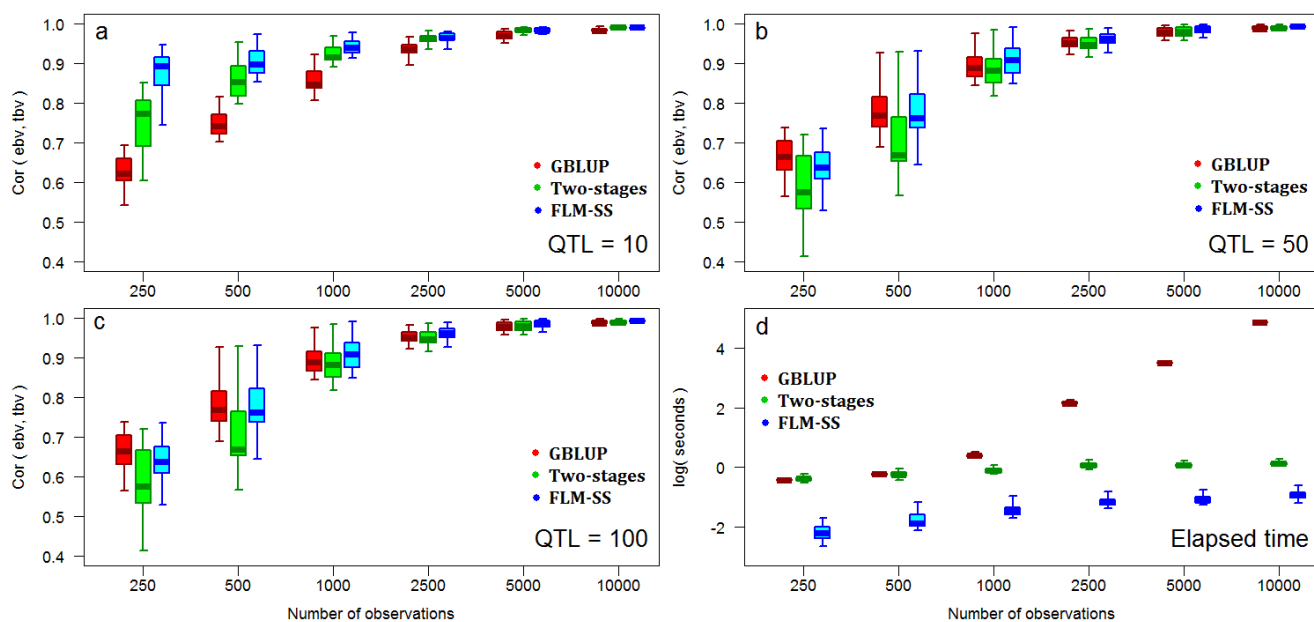 a
1.0
0.9
0.8
0.7
0.6
0.5
0.4
Cor ( ebv, tbv )
GBLUP
Two-stages
FLM-SS
QTL = 10
250 500 1000 2500 5000 10000
b
1.0
0.9
0.8
0.7
0.6
0.5
0.4
Cor ( ebv, tbv )
GBLUP
Two-stages
FLM-SS
QTL = 50
250 500 1000 2500 5000 10000
c
1.0
0.9
0.8
0.7
0.6
0.5
0.4
Cor ( ebv, tbv )
GBLUP
Two-stages
FLM-SS
QTL = 100
250 500 1000 2500 5000 10000
Number of observations
d
4
2
0
-2
log( seconds )
GBLUP
Two-stages
FLM-SS
Elapsed time
250 500 1000 2500 5000 10000
Number of observations